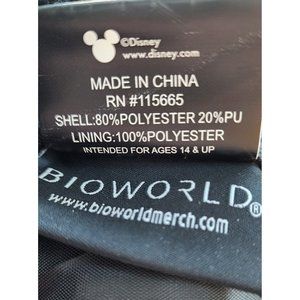 ©Disney
www.disney.com
MADE IN CHINA
RN #115665
SHELL:80%POLYESTER 20%PU
LINING:100%POLYESTER
INTENDED FOR AGES 14 & UP
BIOWORLD®
www.bioworldmerch.com